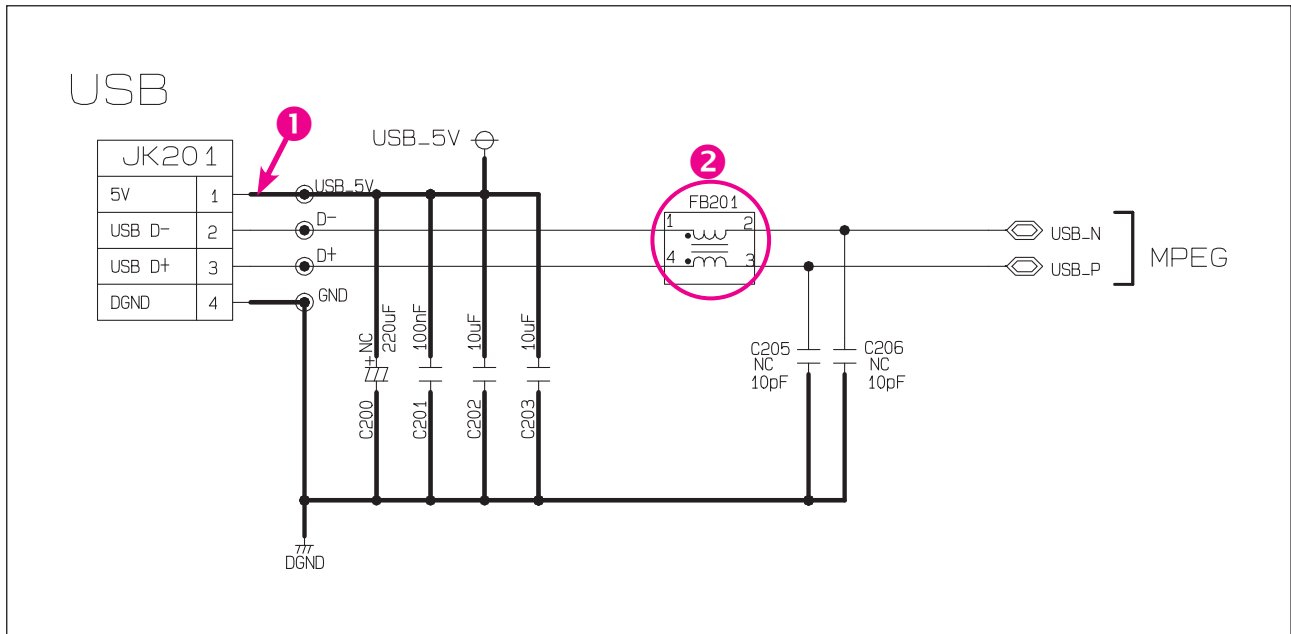 USB
1
USB_5V
2
JK201
5V 1
USB D- 2
USB D+ 3
DGND 4
USB_5V
D-
D+
GND
FB201
1 2
4 3
USB_N
USB_P
MPEG
+NC
220uF
100nF
10uF
10uF
C200
C201
C202
C203
C205
NC
10pF
C206
NC
10pF
DGND